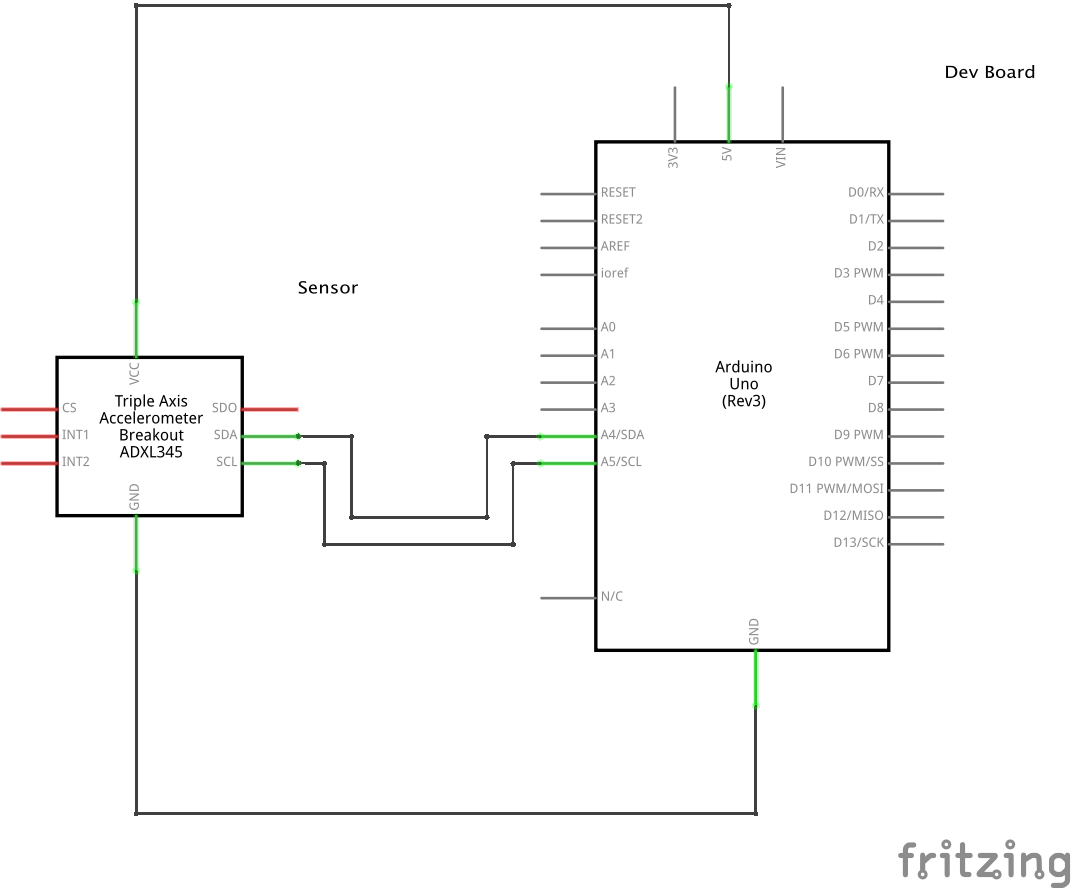 Dev Board
3V3
5V
VIN
RESET
D0/RX
RESET2
D1/TX
AREF
D2
ioref
D3 PWM
Sensor
D4
A0
D5 PWM
A1
D6 PWM
Arduino
Uno
(Rev3)
A2
D7
A3
D8
A4/SDA
D9 PWM
A5/SCL
D10 PWM/SS
D11 PWM/MOSI
D12/MISO
D13/SCK
N/C
GND
VCC
Triple Axis
Accelerometer
Breakout
ADXL345
CS
SDO
INT1
SDA
INT2
SCL
GND
fritzing